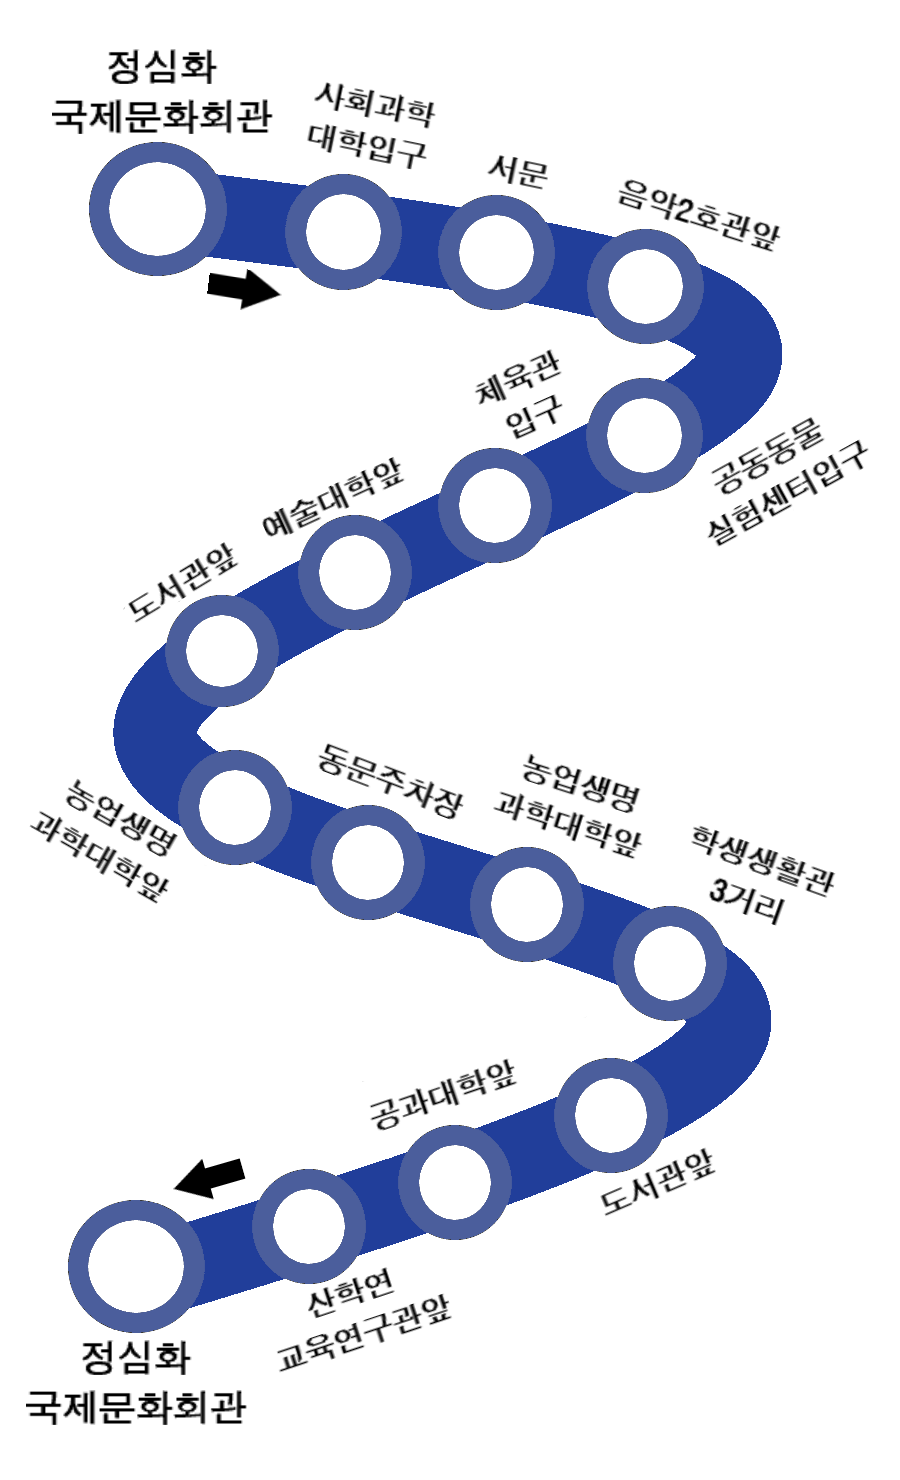 정심화
국제문화회관
사회과학
대학입구
서문
음악2호관앞
공동동물
실험센터입구
체육관
입구
예술대학앞
도서관앞
농업생명
과학대학앞
동문주차장
농업생명
과학대학앞
학생생활관
3거리
도서관앞
공과대학앞
산학연
교육연구관앞
정심화
국제문화회관